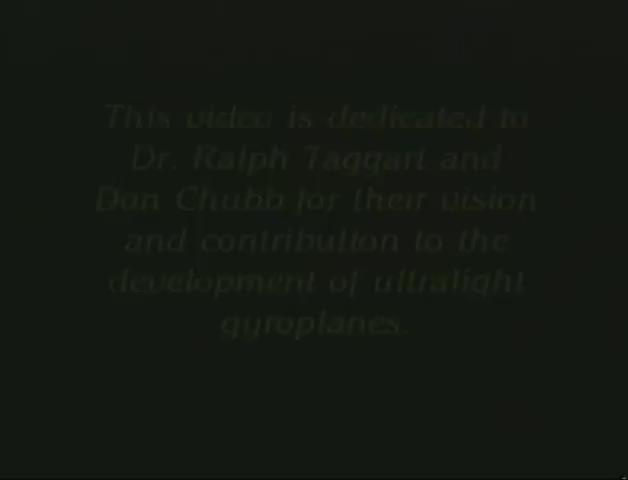 This video is dedicated to
Dr. Ralph Taggart and
Don Chubb for their vision
and contribution to the
development of ultralight
gyroplanes.